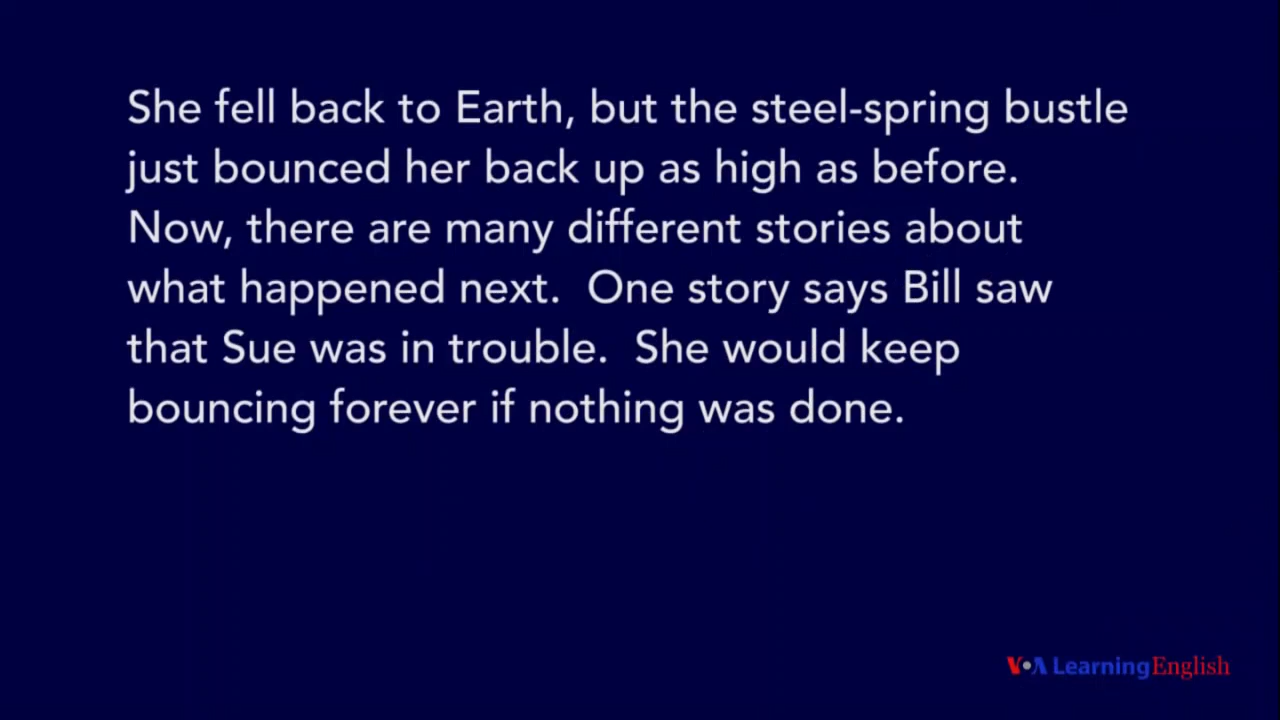 She fell back to Earth, but the steel-spring bustle
just bounced her back up as high as before.
Now, there are many different stories about
what happened next.  One story says Bill saw
that Sue was in trouble.  She would keep
bouncing forever if nothing was done.
VOA Learning English